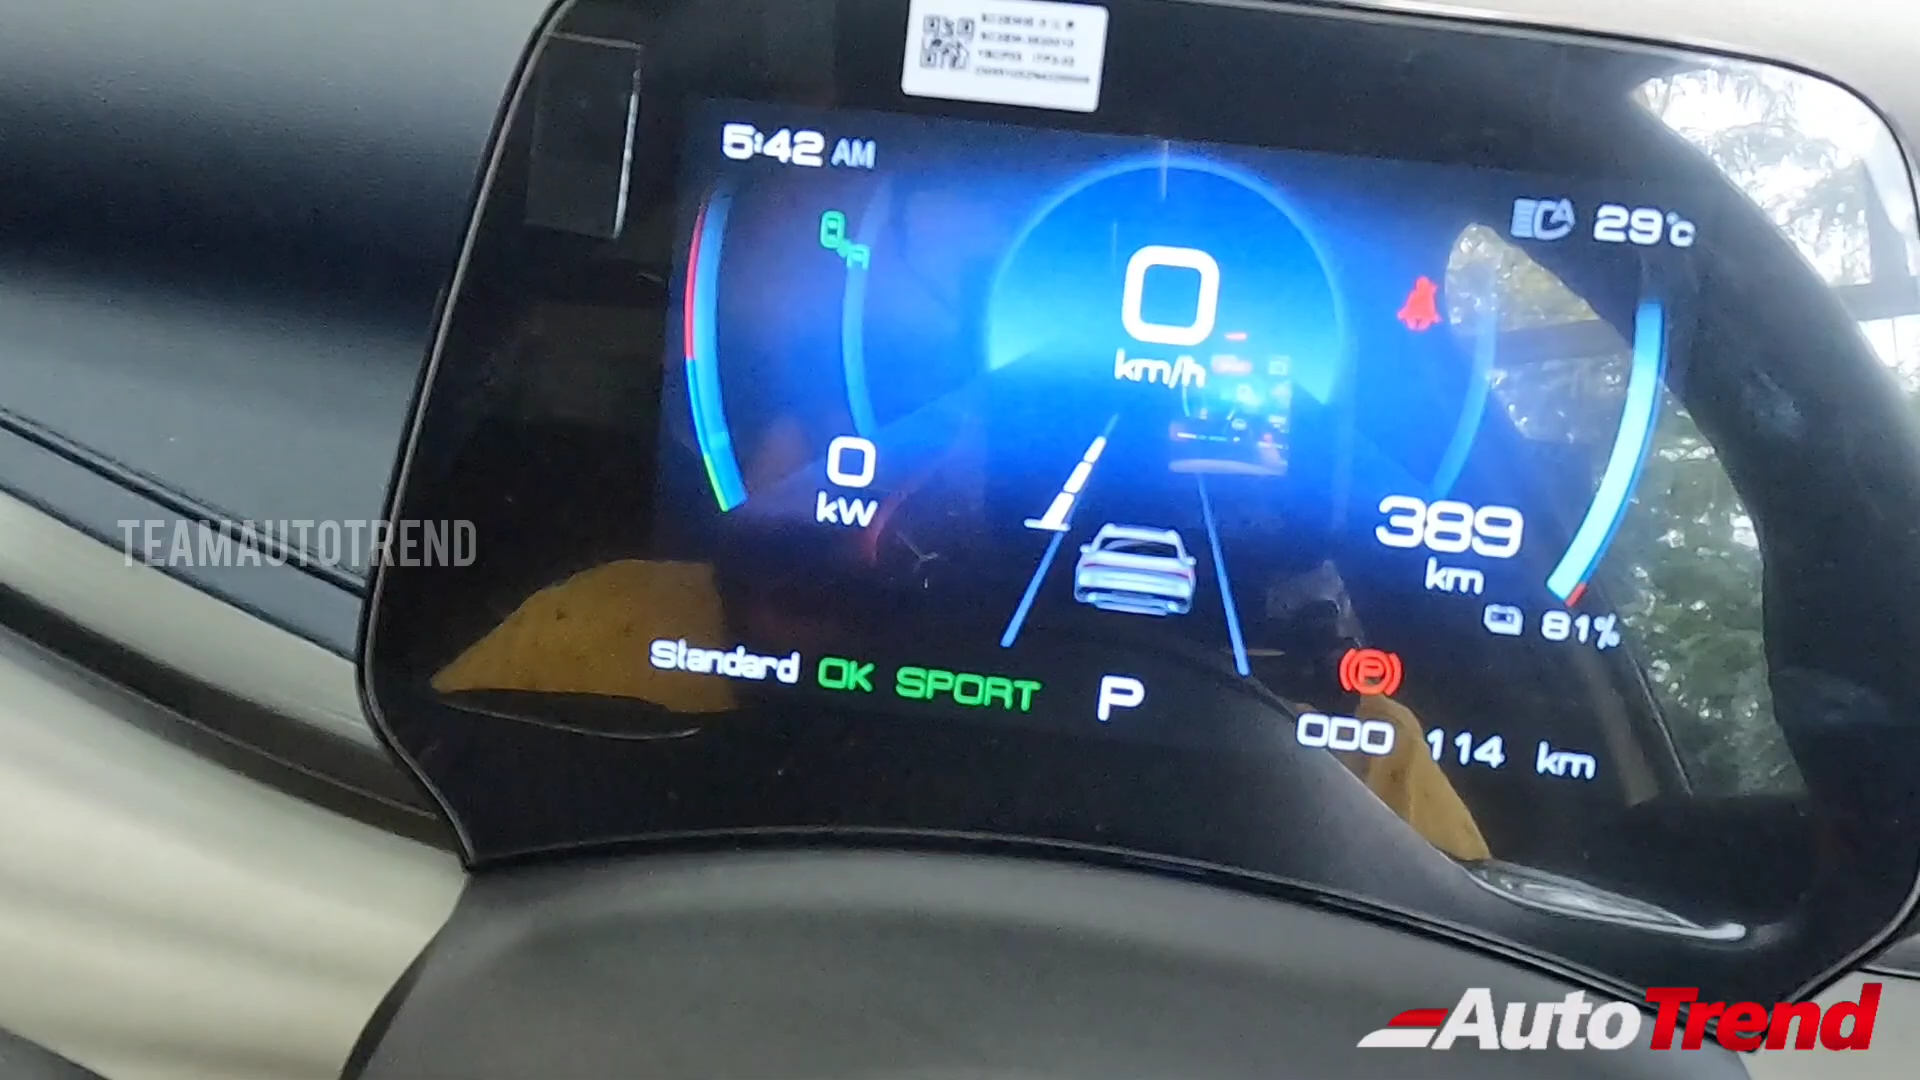 5:42 AM
29°C
0
km/h
0
kW
389
km
81%
Standard OK SPORT P
ODO 114 km
TEAMAUTOTREND
AutoTrend